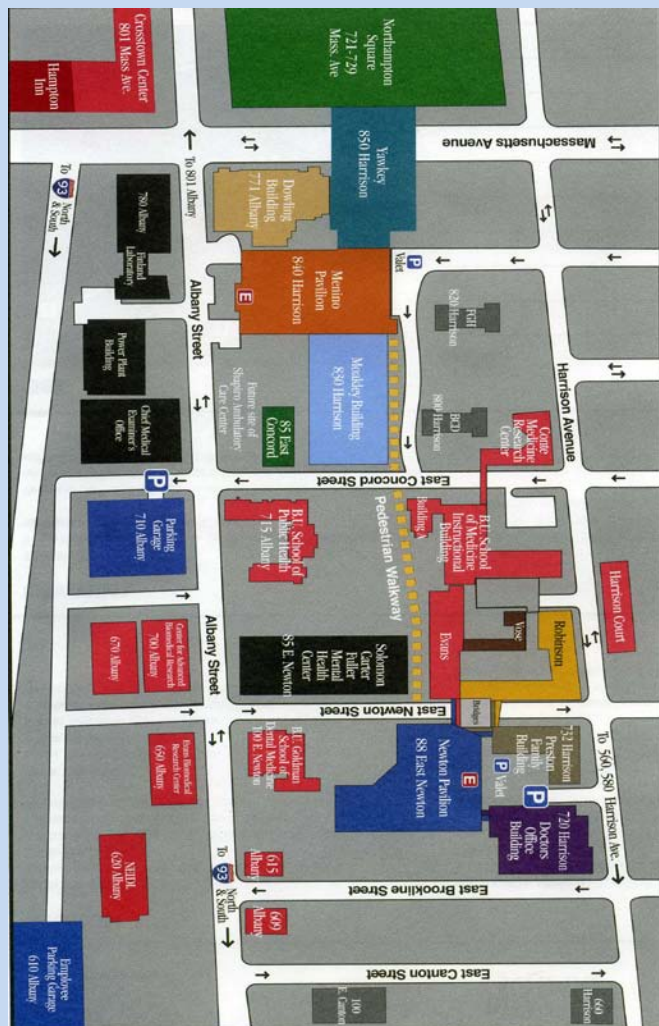 Crosstown Center
801 Mass Ave.
Hampton
Inn
Northampton
Square
721-729
Mass. Ave
Massachusetts Avenue
Yawkey
850 Harrison
To 801 Albany
To
93
North
& South
Dowling
Building
771 Albany
P
Valet
780 Albany
Finland
Laboratory
Menino
Pavilion
840 Harrison
E
FGH
820 Harrison
Albany Street
Power Plant
Building
Moakley Building
830 Harrison
Harrison Avenue
Future site of
Shapiro Ambulatory
Care Center
85 East
Concord
BCD
800 Harrison
Conte
Medicine
Research
Center
Chief Medical
Examiner's
Office
East Concord Street
P
Parking
Garage
710 Albany
B.U. School of
Public Health
715 Albany
Pedestrian Walkway
Building A
B.U. School
of Medicine
Instructional
Building
Harrison Court
670 Albany
Center for Advanced
Biomedical Research
700 Albany
Albany Street
Solomon
Carter
Fuller
Mental
Health
Center
85 E. Newton
Evans
Vose
Robinson
East Newton Street
Bridges
Evans Biomedical
Research Center
650 Albany
B.U. Goldman
School of
Dental Medicine
100 E. Newton
Newton Pavilion
88 East Newton
E
P
Valet
P
732 Harrison
Preston
Family
Building
To 560, 580 Harrison Ave.
720 Harrison
Doctors
Office
Building
NEIDL
620 Albany
To
93
North
& South
615
Albany
East Brookline Street
609
Albany
Employee
Parking Garage
610 Albany
East Canton Street
100
E. Canton
660
Harrison